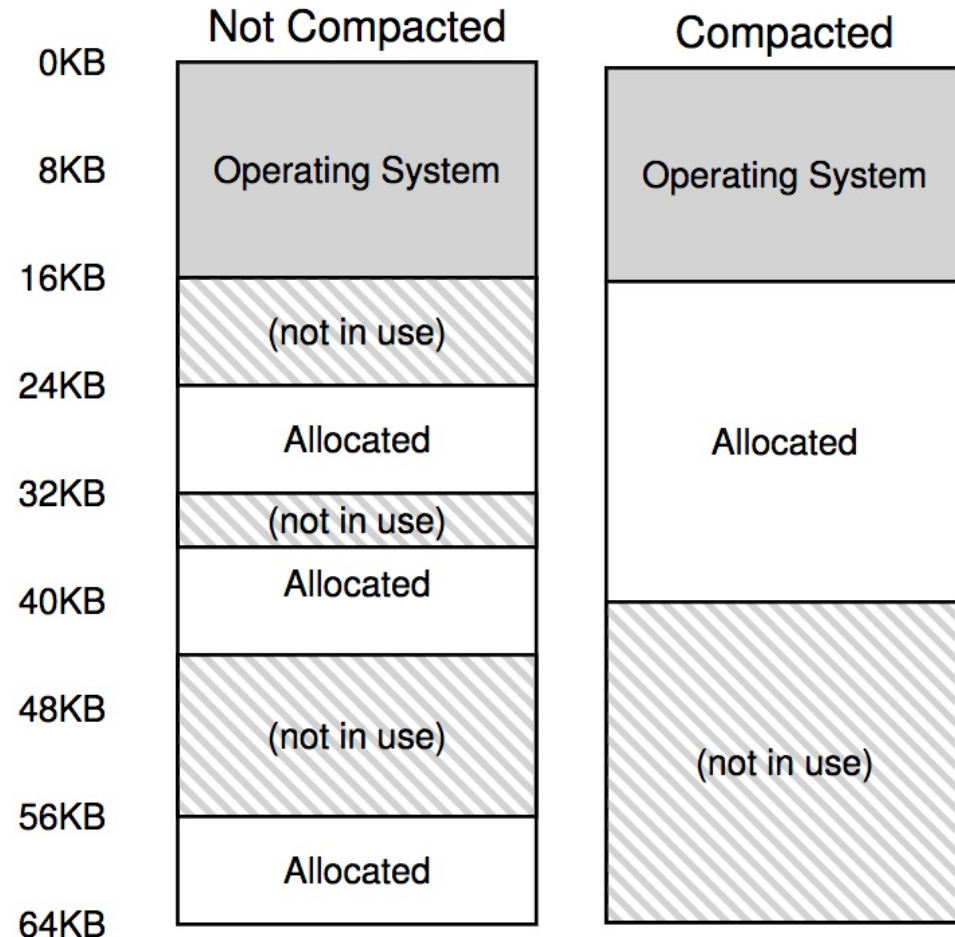 Not Compacted
Compacted
0KB
8KB
16KB
24KB
32KB
40KB
48KB
56KB
64KB
Operating System
(not in use)
Allocated
(not in use)
Allocated
(not in use)
Allocated
Operating System
Allocated
(not in use)